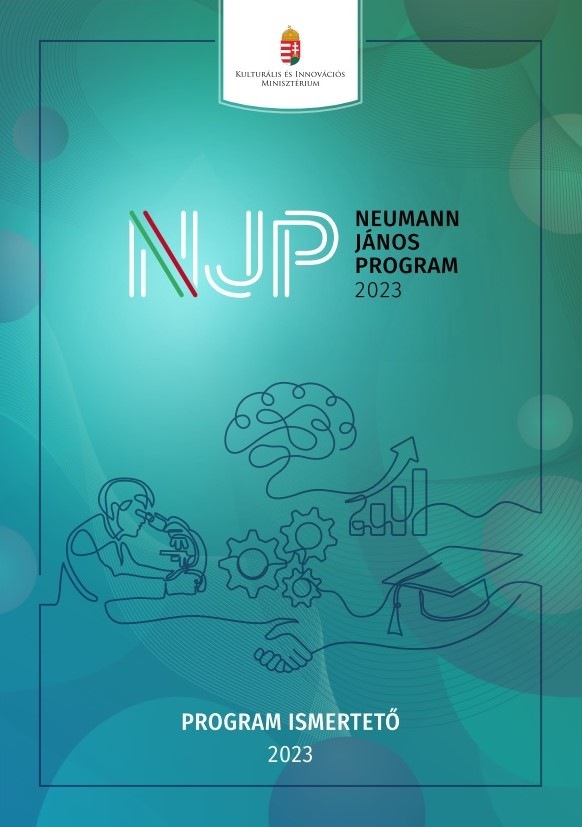 Kulturális és Innovációs
Minisztérium
NJP
NEUMANN
JÁNOS
PROGRAM
2023
PROGRAM ISMERTETŐ
2023